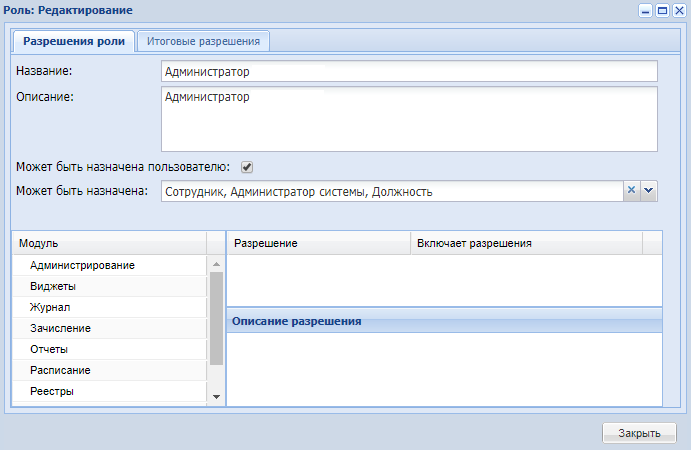 Роль: Редактирование
Разрешения роли Итоговые разрешения
Название: Администратор
Описание: Администратор
Может быть назначена пользователю:
Может быть назначена: Сотрудник, Администратор системы, Должность
Модуль Разрешение Включает разрешения
Администрирование
Виджеты
Журнал
Зачисление
Описание разрешения
Отчеты
Расписание
Реестры
Закрыть